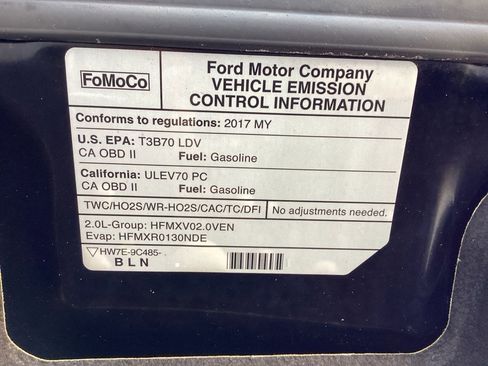 FoMoCo
Ford Motor Company
VEHICLE EMISSION
CONTROL INFORMATION
Conforms to regulations: 2017 MY
U.S. EPA: T3B70 LDV
CA OBD II Fuel: Gasoline
California: ULEV70 PC
CA OBD II Fuel: Gasoline
TWC/HO2S/WR-HO2S/CAC/TC/DFI No adjustments needed.
2.0L-Group: HFMXV02.0VEN
Evap: HFMXR0130NDE
HW7E-9C485-
BLN